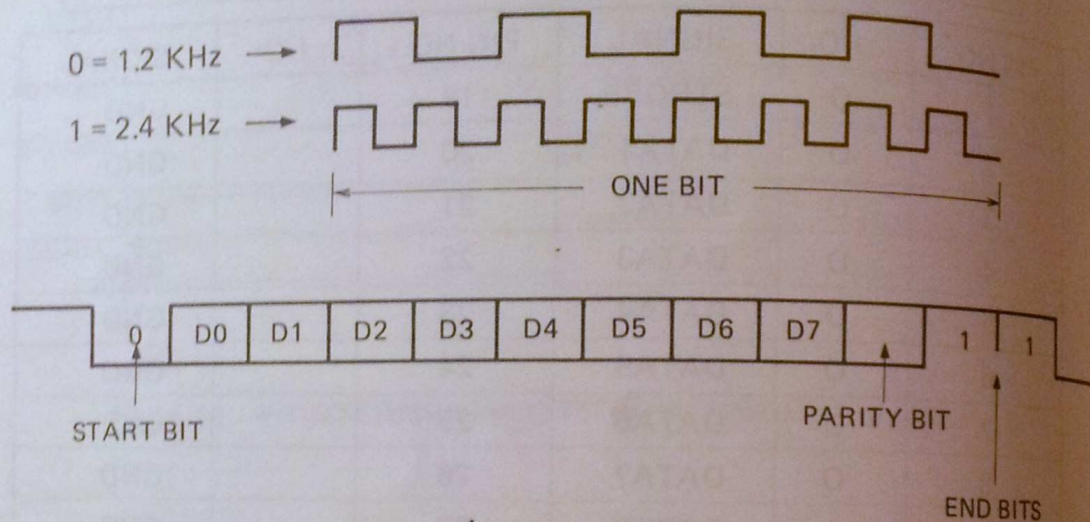 0 = 1.2 KHz
1 = 2.4 KHz
ONE BIT
0 D0 D1 D2 D3 D4 D5 D6 D7 1 1
START BIT
PARITY BIT
END BITS